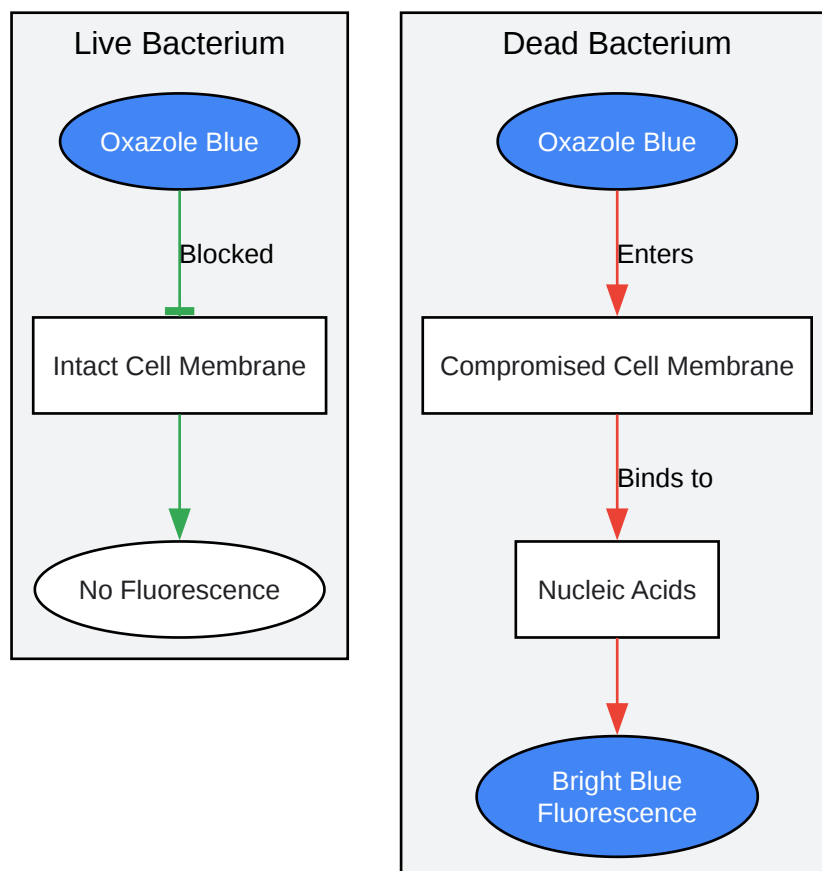 Live Bacterium
Oxazole Blue
Blocked
Intact Cell Membrane
No Fluorescence
Dead Bacterium
Oxazole Blue
Enters
Compromised Cell Membrane
Binds to
Nucleic Acids
Bright Blue
Fluorescence